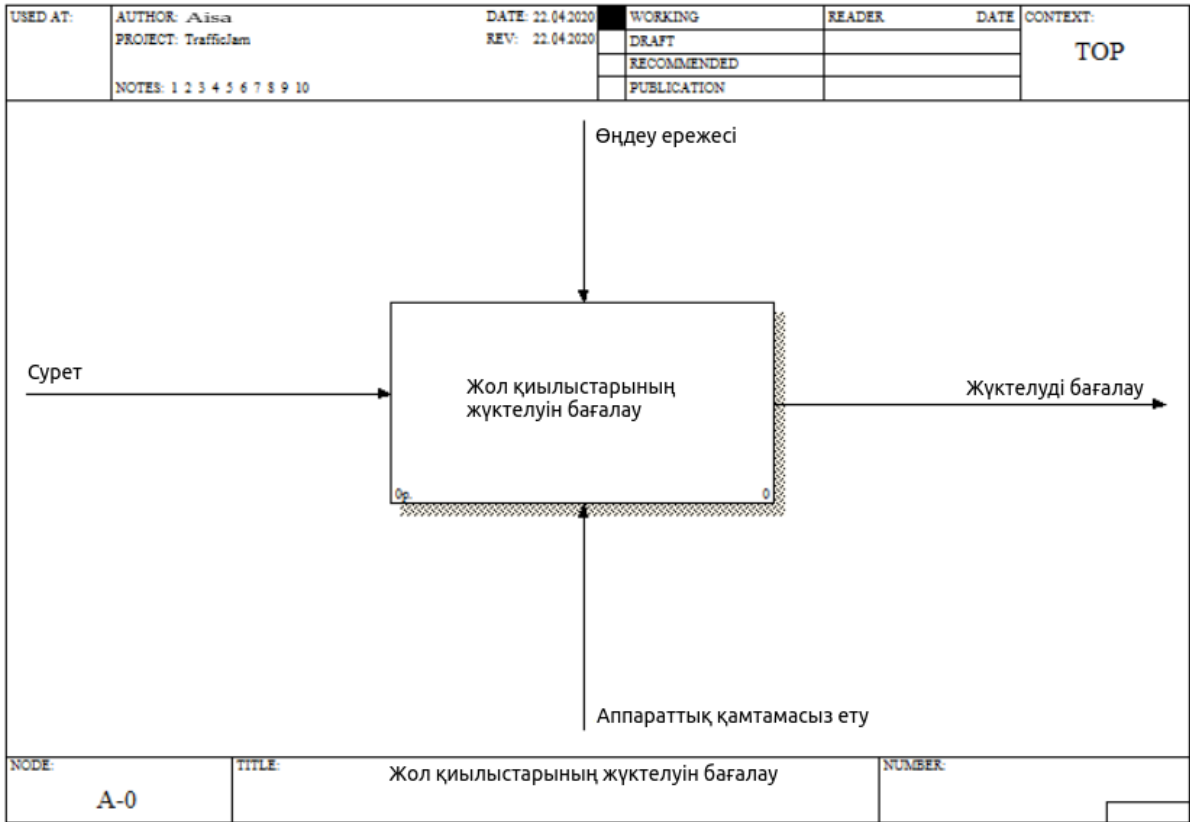 USED AT:
AUTHOR: Aisa
DATE: 22.04.2020
PROJECT: TrafficJam
REV: 22.04.2020
NOTES: 1 2 3 4 5 6 7 8 9 10
WORKING
DRAFT
RECOMMENDED
PUBLICATION
READER DATE
CONTEXT:
TOP
Өңдеу ережесі
Сурет
Жол қиылыстарының
жүктелуін бағалау
0р.
0
Жүктелуді бағалау
Аппараттық қамтамасыз ету
NODE:
A-0
TITLE:
Жол қиылыстарының жүктелуін бағалау
NUMBER: